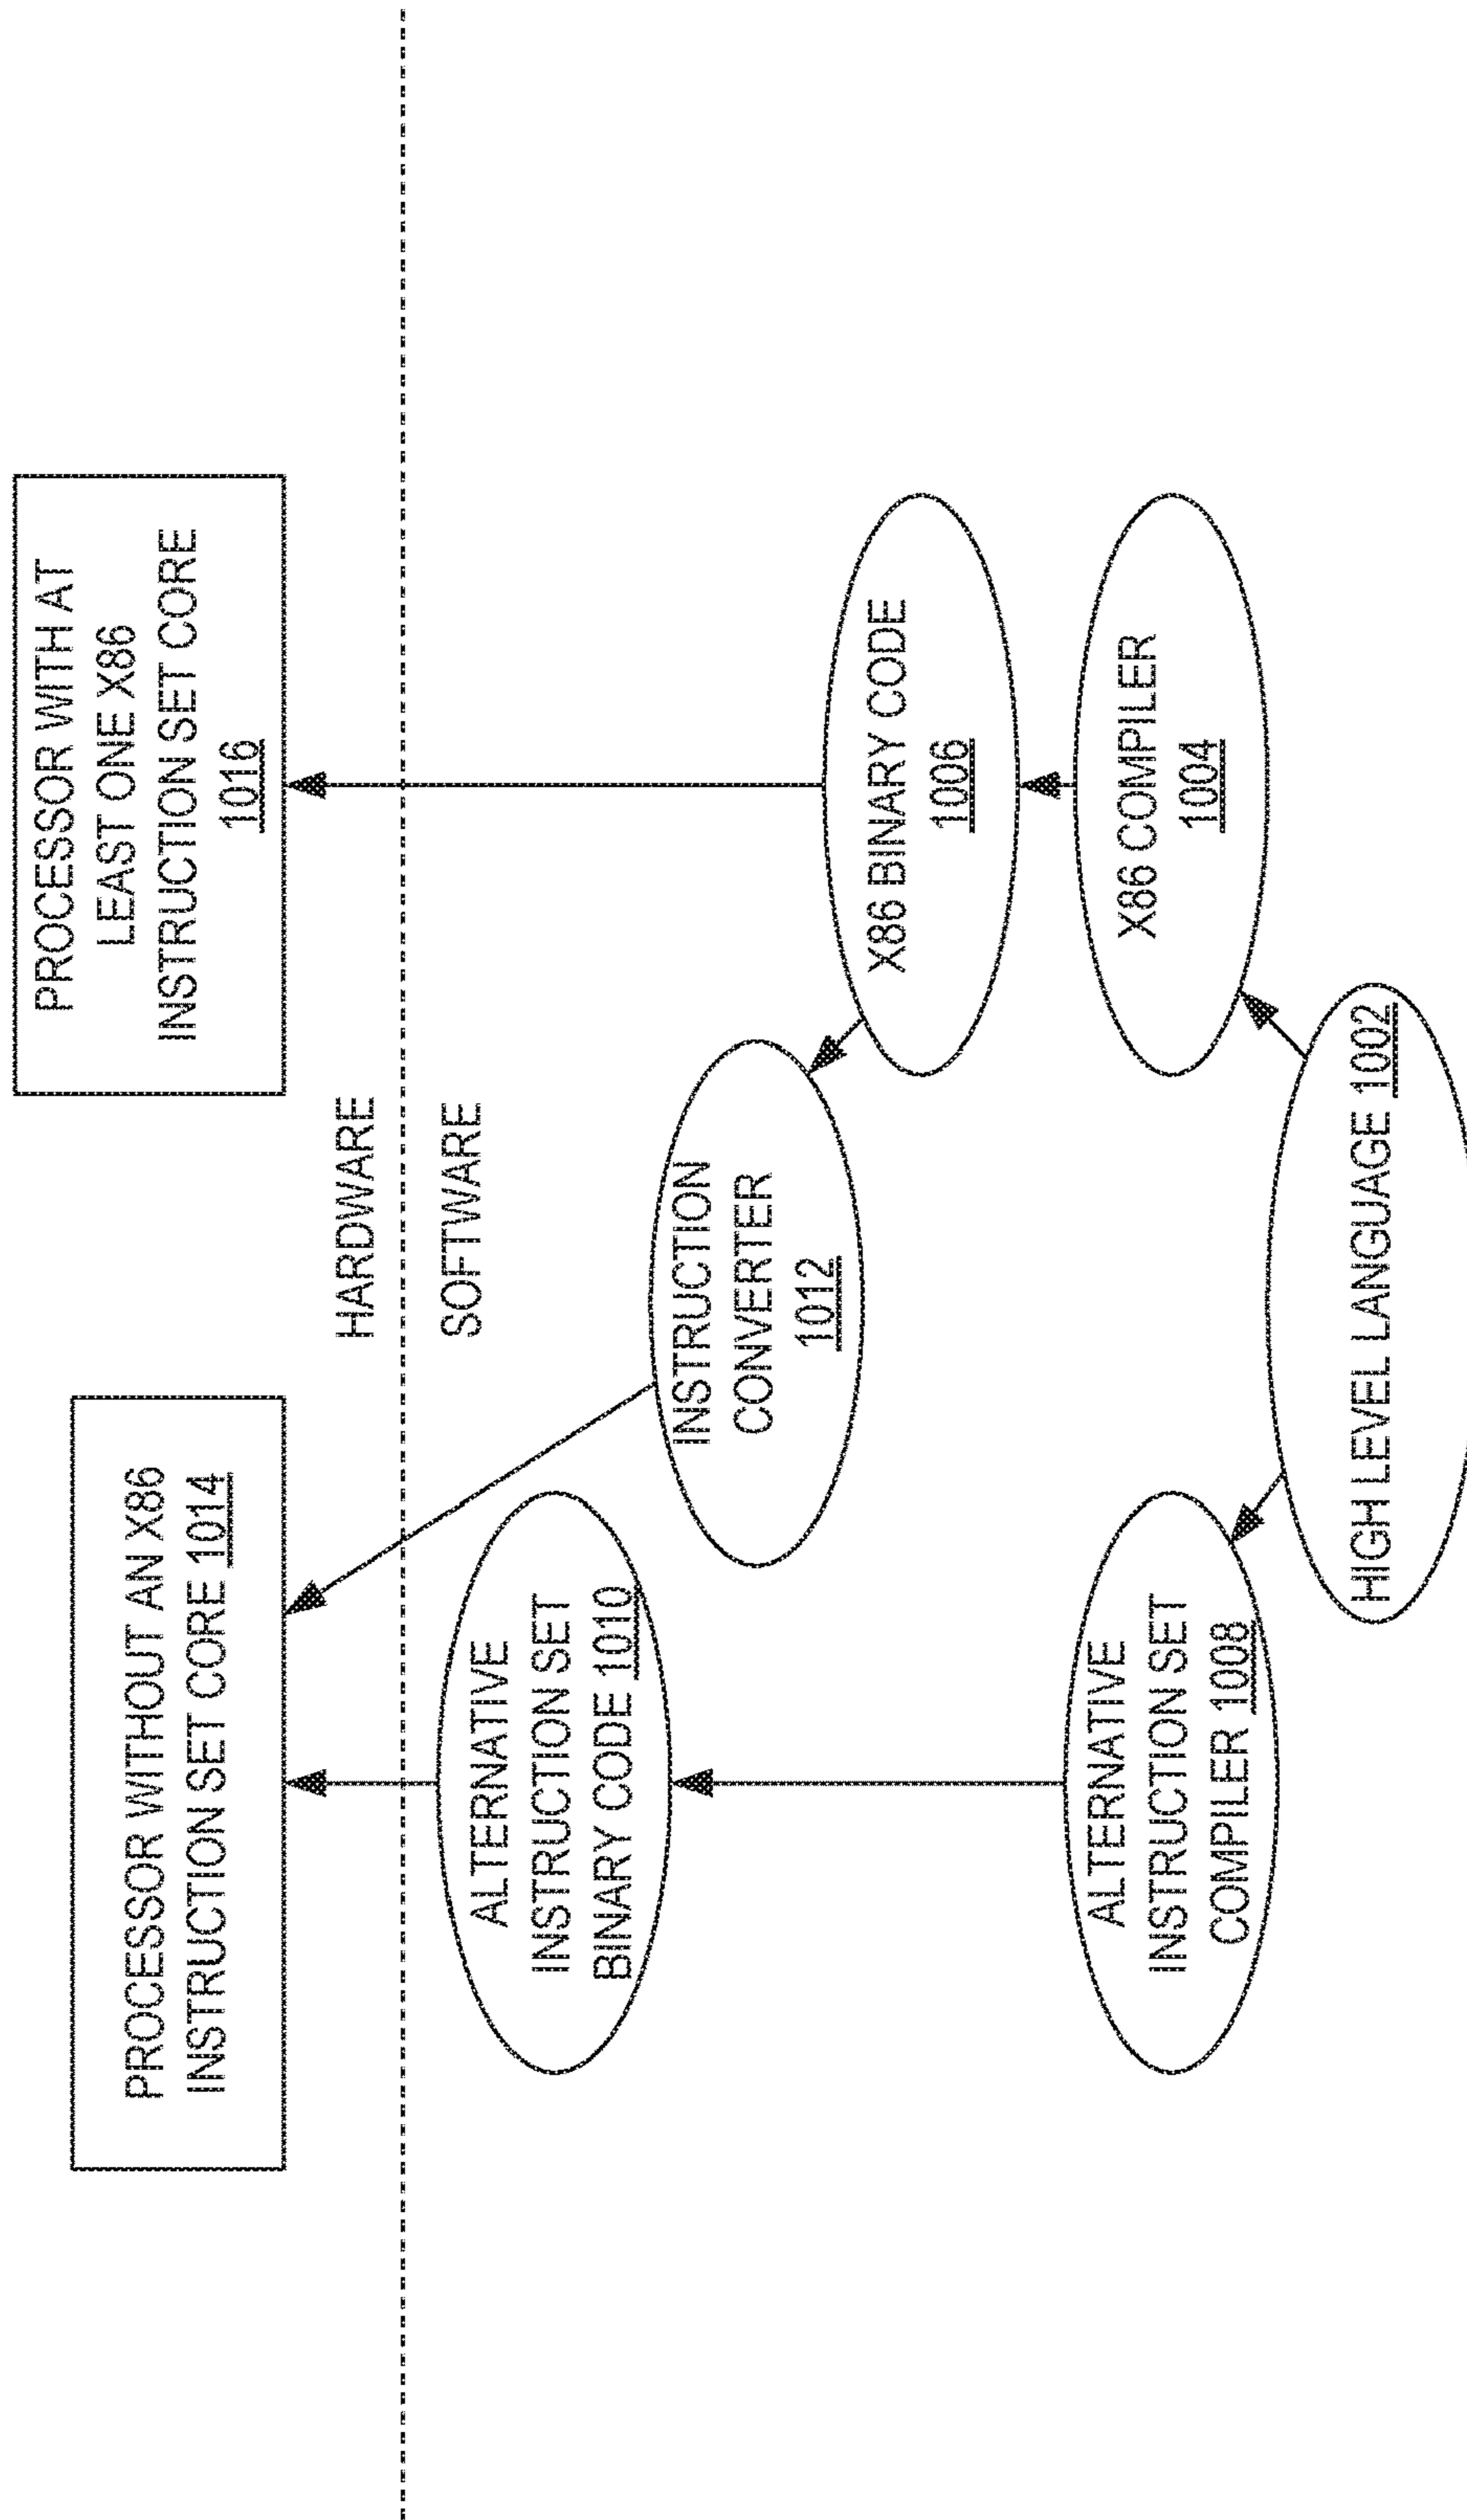 PROCESSOR WITHOUT AN X86
INSTRUCTION SET CORE 1014
PROCESSOR WITH AT
LEAST ONE X86
INSTRUCTION SET CORE
1016
HARDWARE
SOFTWARE
ALTERNATIVE
INSTRUCTION SET
BINARY CODE 1010
INSTRUCTION
CONVERTER
1012
X86 BINARY CODE
1006
ALTERNATIVE
INSTRUCTION SET
COMPILER 1008
X86 COMPILER
1004
HIGH LEVEL LANGUAGE 1002